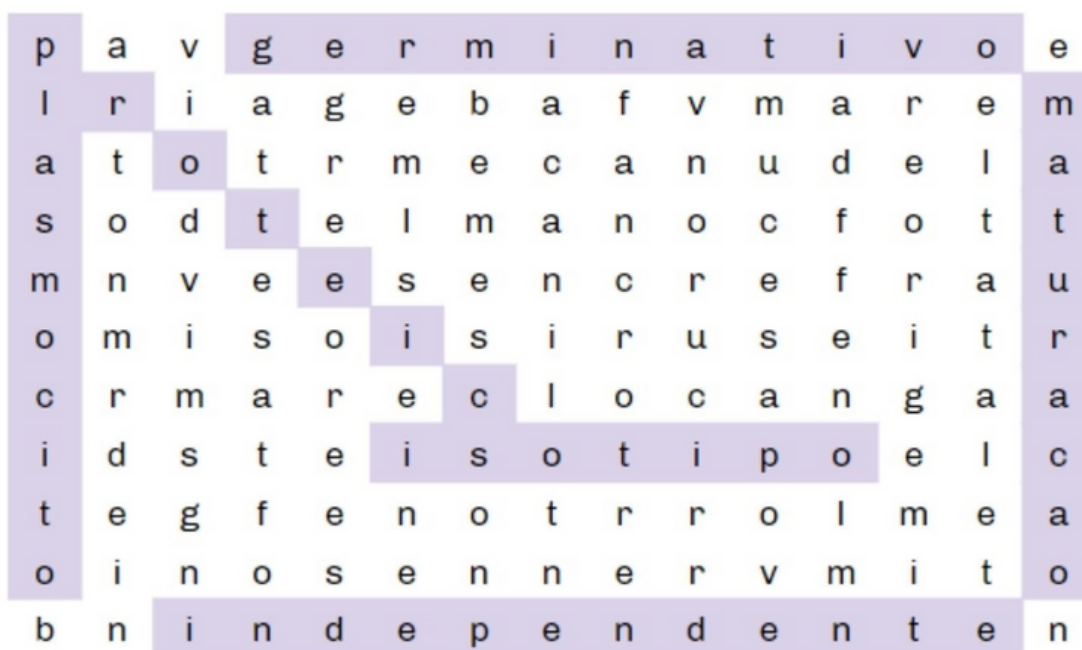 p a v g e r m i n a t i v o e
l r i a g e b a f v m a r e m
a t o t r m e c a n u d e l a
s o d t e l m a n o c f o t t
m n v e e s e n c r e f r a u
o m i s o i s i r u s e i t r
c r m a r e c l o c a n g a a
i d s t e i s o t i p o e l c
t e g f e n o t r r o l m e a
o i n o s e n n e r v m i t o
b n i n d e p e n d e n t e n